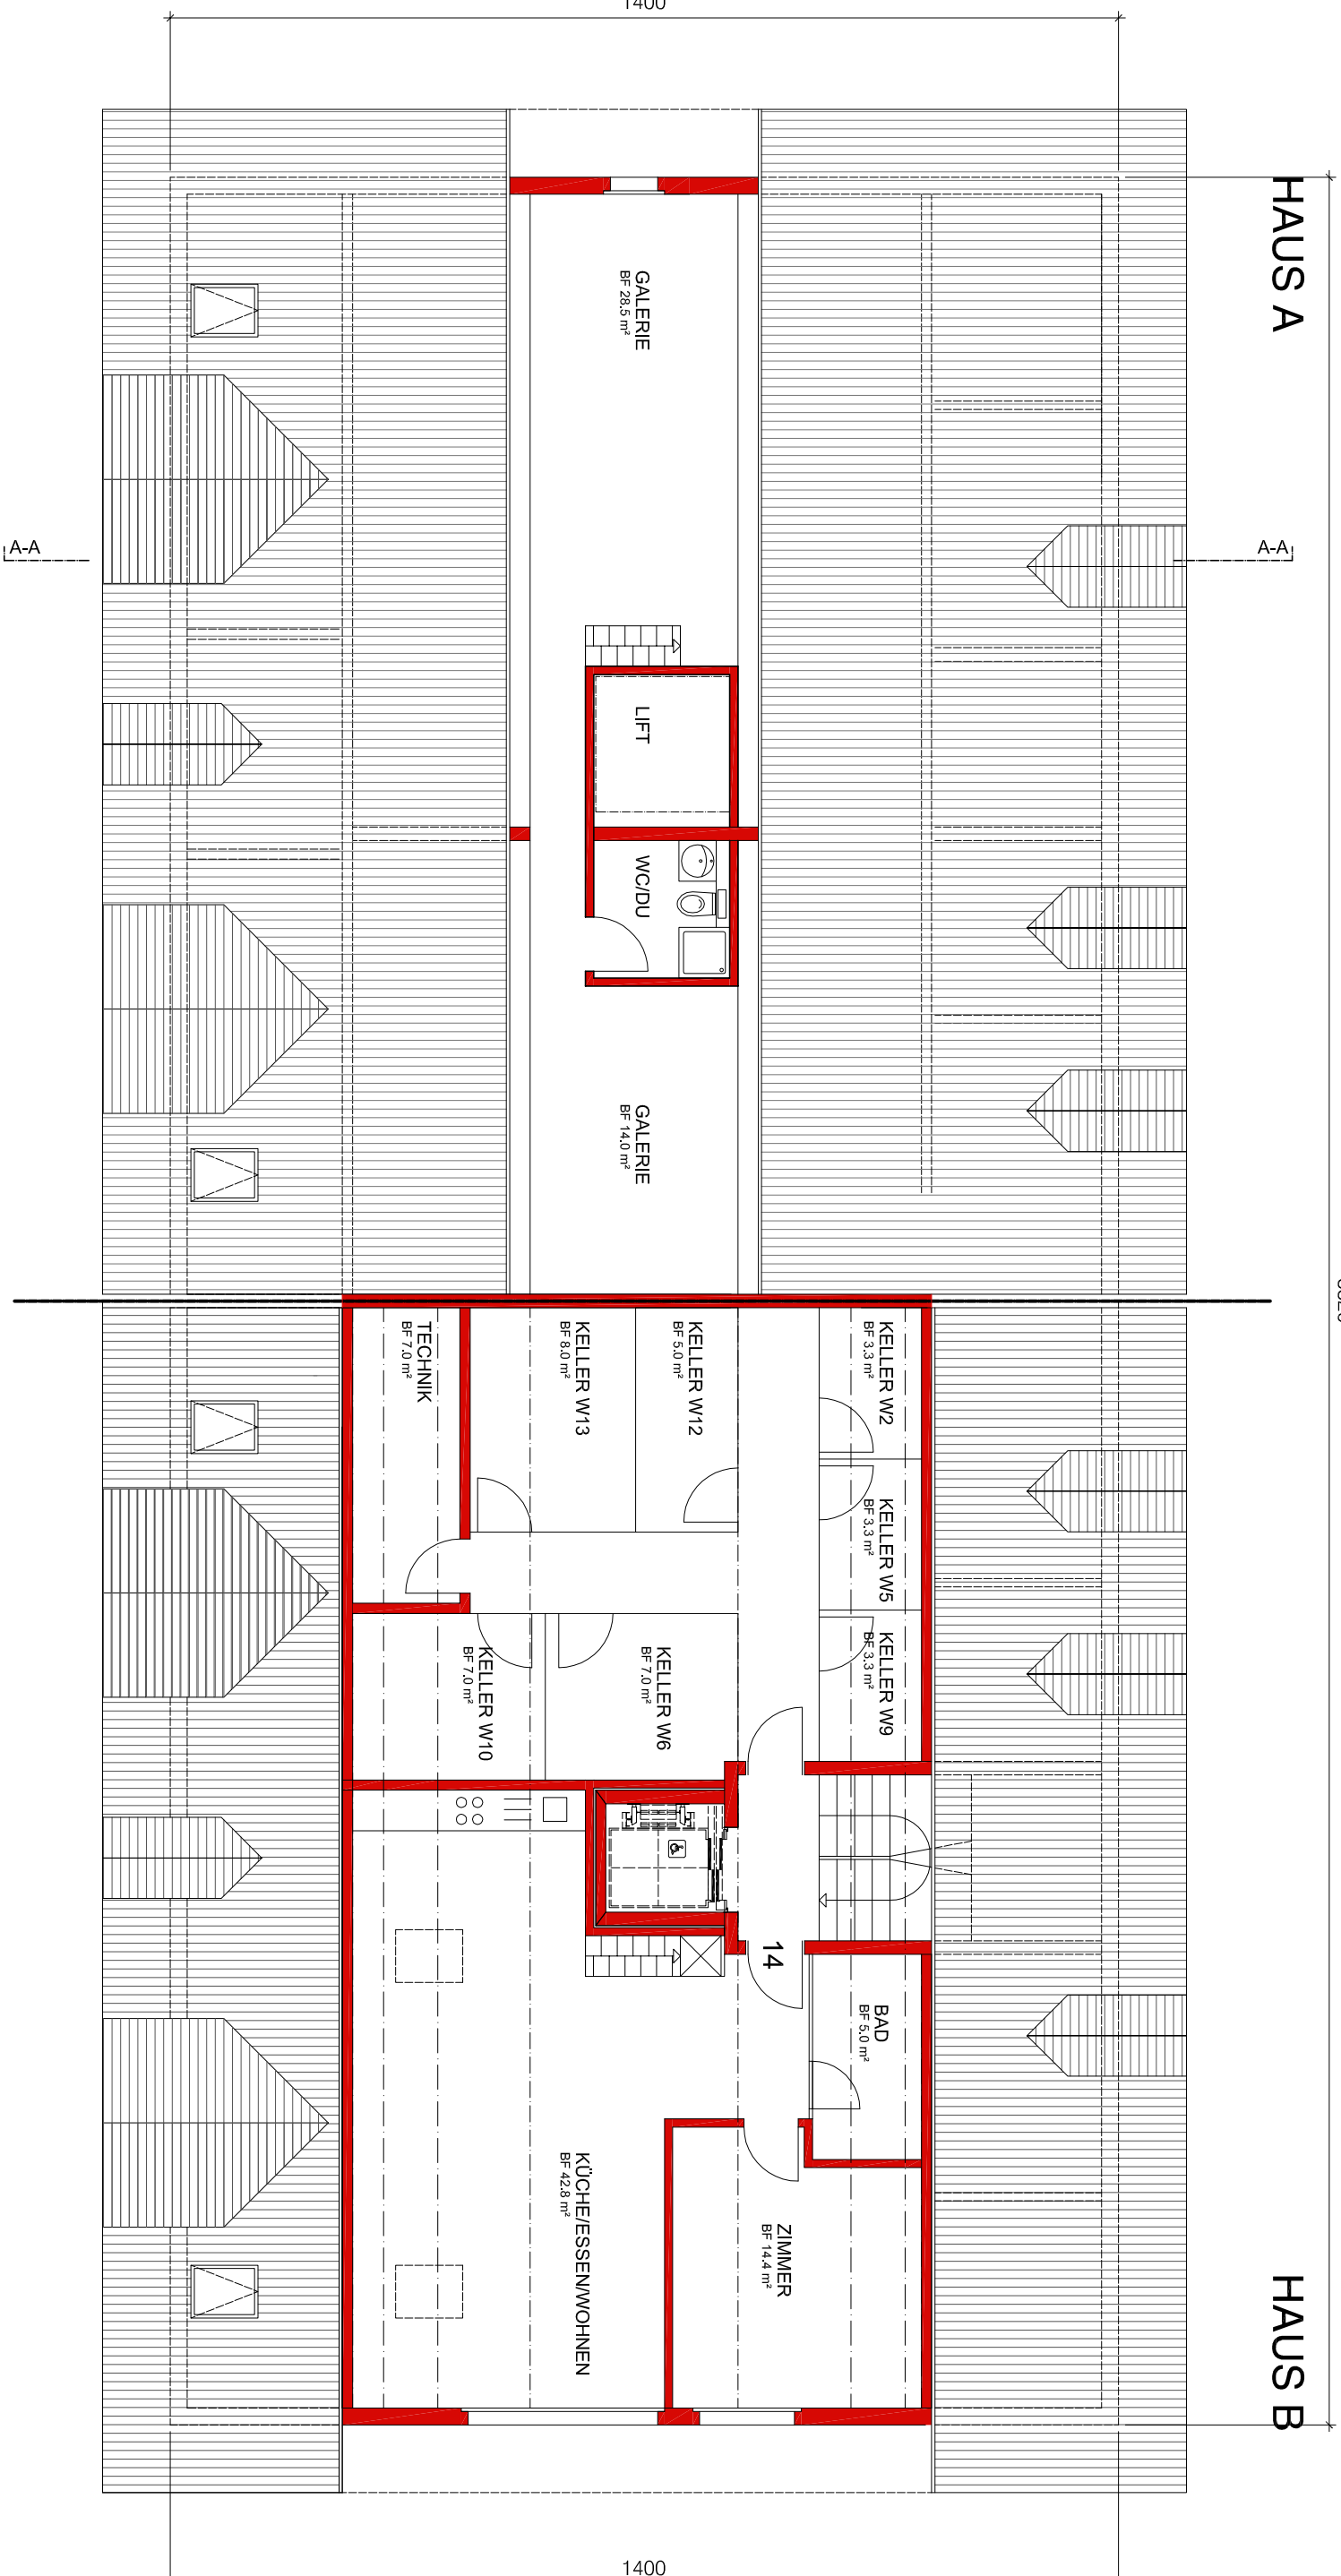 1400
HAUS A
GALERIE
BF 28.5 m²
A-A
A-A
LIFT
WC/DU
GALERIE
BF 14.0 m²
TECHNIK
BF 7.0 m²
KELLER W13
BF 8.0 m²
KELLER W12
BF 5.0 m²
KELLER W2
BF 3.3 m²
KELLER W5
BF 3.3 m²
KELLER W9
BF 3.3 m²
KELLER W10
BF 7.0 m²
KELLER W6
BF 7.0 m²
14
BAD
BF 5.0 m²
KÜCHE/ESSEN/WOHNEN
BF 42.8 m²
ZIMMER
BF 14.4 m²
HAUS B
1400